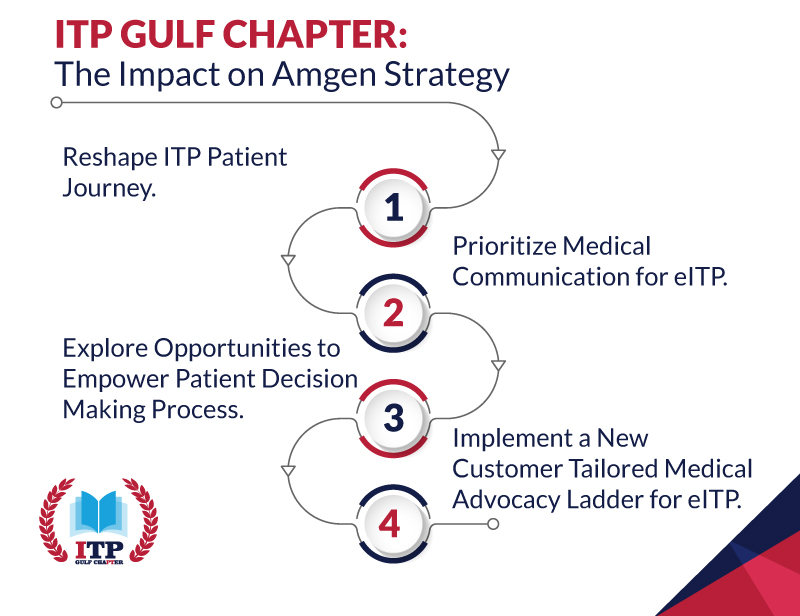 ITP GULF CHAPTER:
The Impact on Amgen Strategy
Reshape ITP Patient
Journey.
1
Prioritize Medical
Communication for eITP.
2
Explore Opportunities to
Empower Patient Decision
Making Process.
3
Implement a New
Customer Tailored Medical
Advocacy Ladder for eITP.
4
ITP
GULF CHAPTER